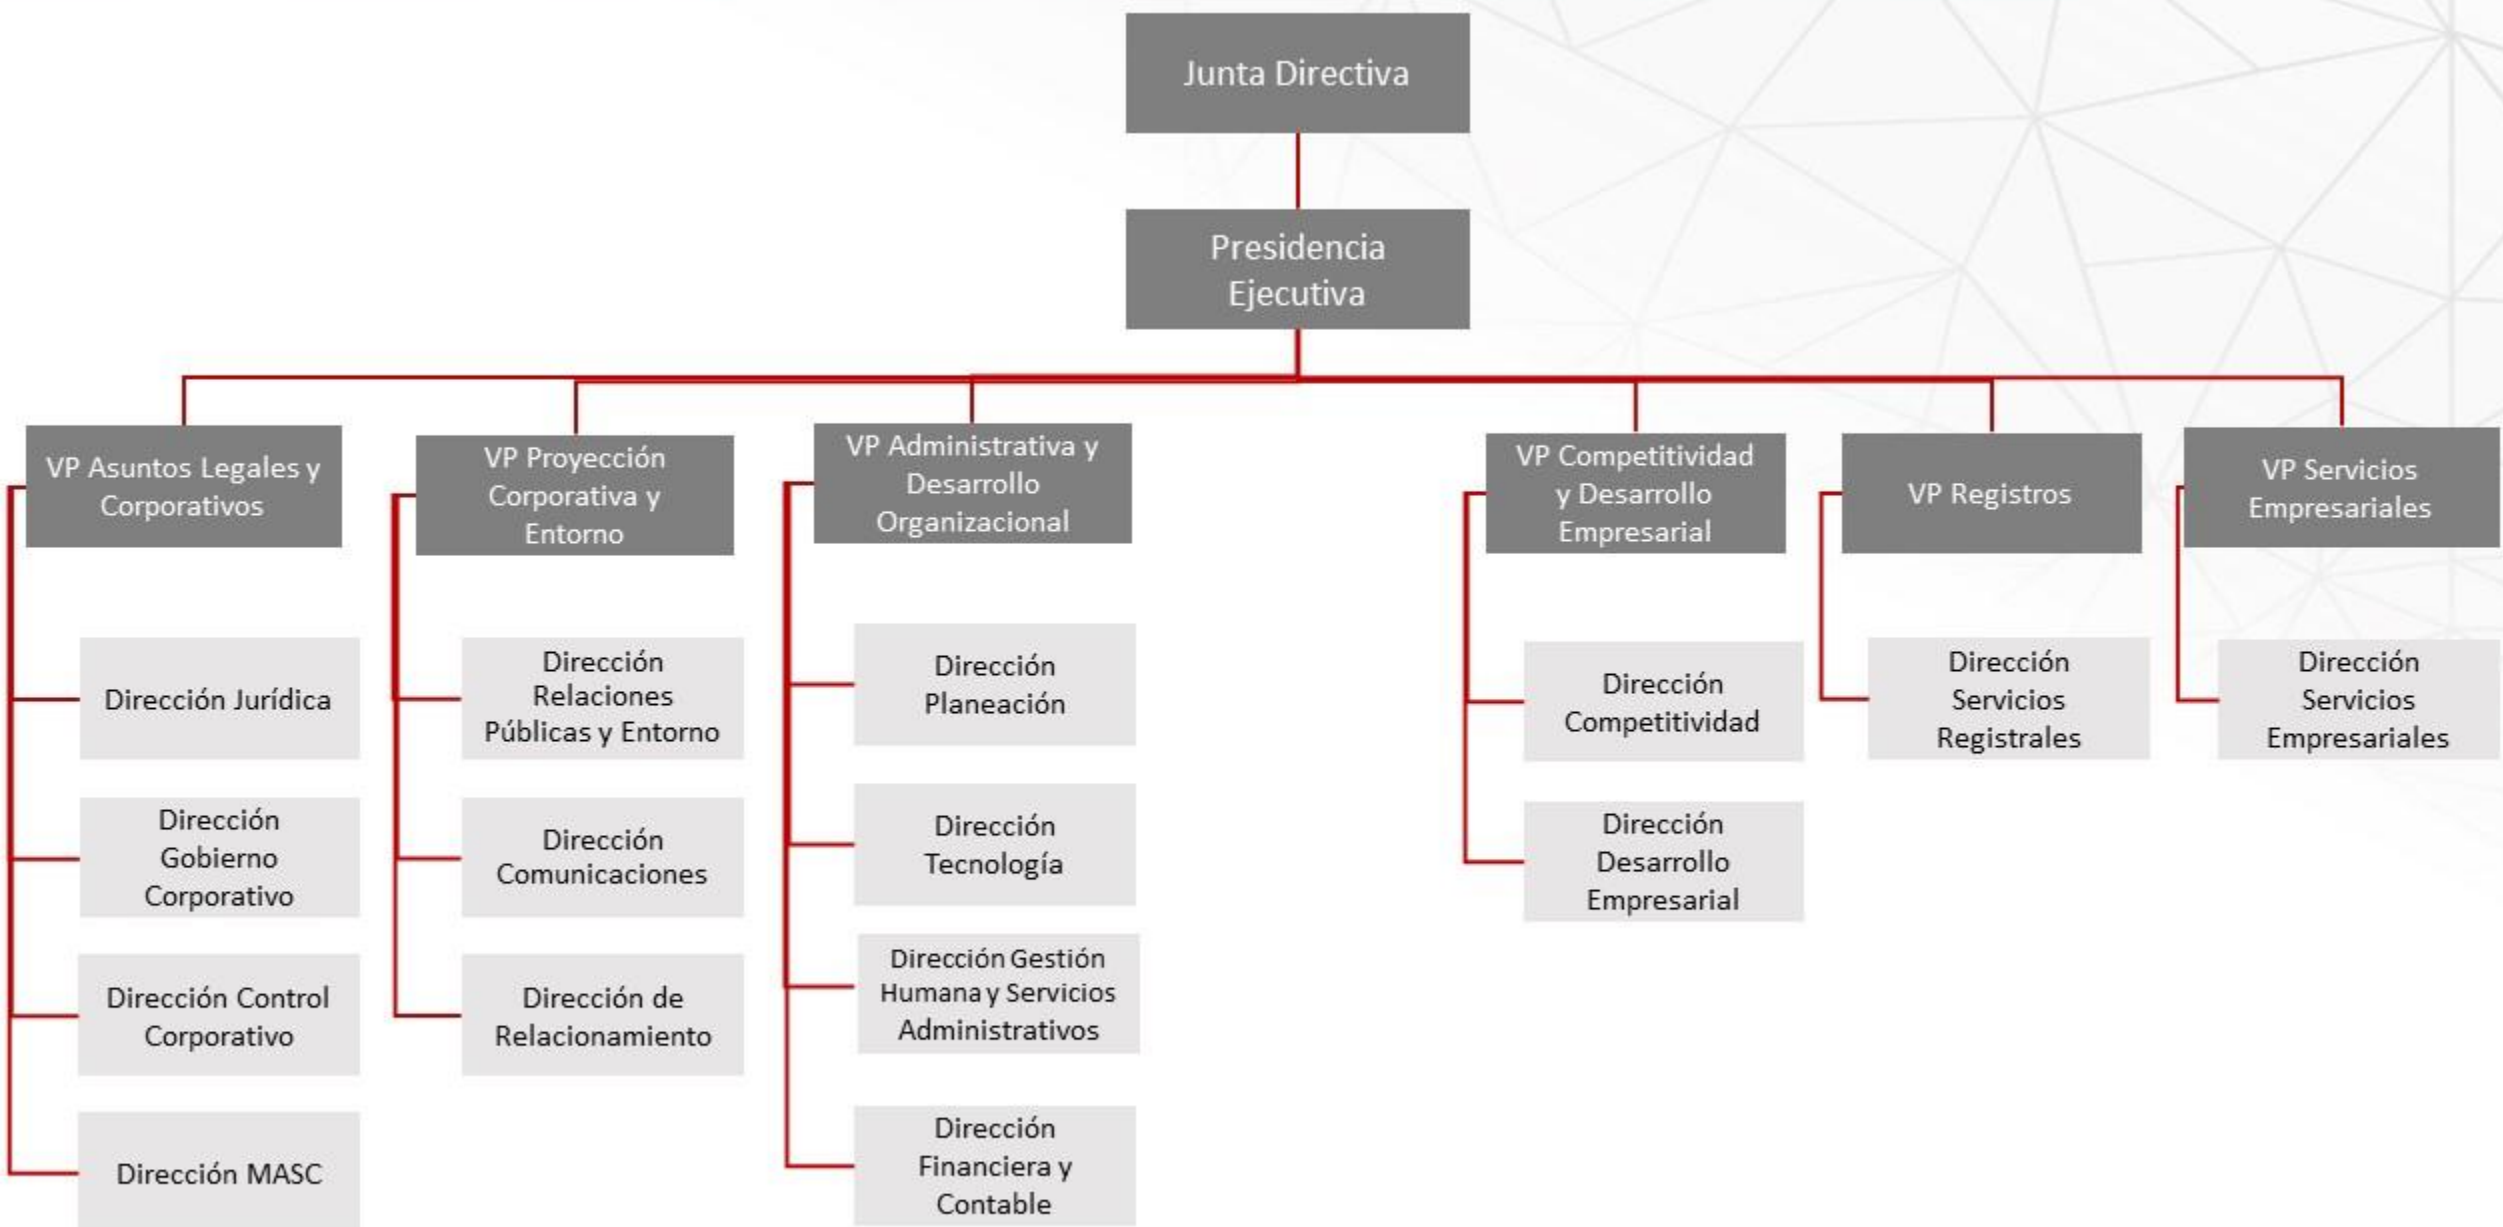 Junta Directiva
Presidencia
Ejecutiva
VP Asuntos Legales y
Corporativos
VP Proyección
Corporativa y
Entorno
VP Administrativa y
Desarrollo
Organizacional
VP Competitividad
y Desarrollo
Empresarial
VP Registros
VP Servicios
Empresariales
Dirección Jurídica
Dirección
Gobierno
Corporativo
Dirección Control
Corporativo
Dirección MASC
Dirección
Relaciones
Públicas y Entorno
Dirección
Comunicaciones
Dirección de
Relacionamiento
Dirección
Planeación
Dirección
Tecnología
Dirección Gestión
Humana y Servicios
Administrativos
Dirección
Financiera y
Contable
Dirección
Competitividad
Dirección
Desarrollo
Empresarial
Dirección
Servicios
Registrales
Dirección
Servicios
Empresariales